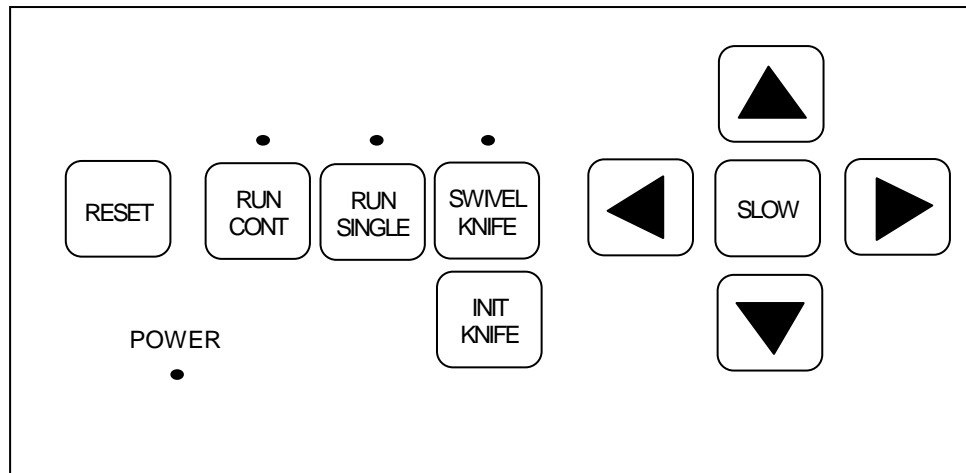 RESET
RUN
CONT
RUN
SINGLE
SWIVEL
KNIFE
SLOW
INIT
KNIFE
POWER